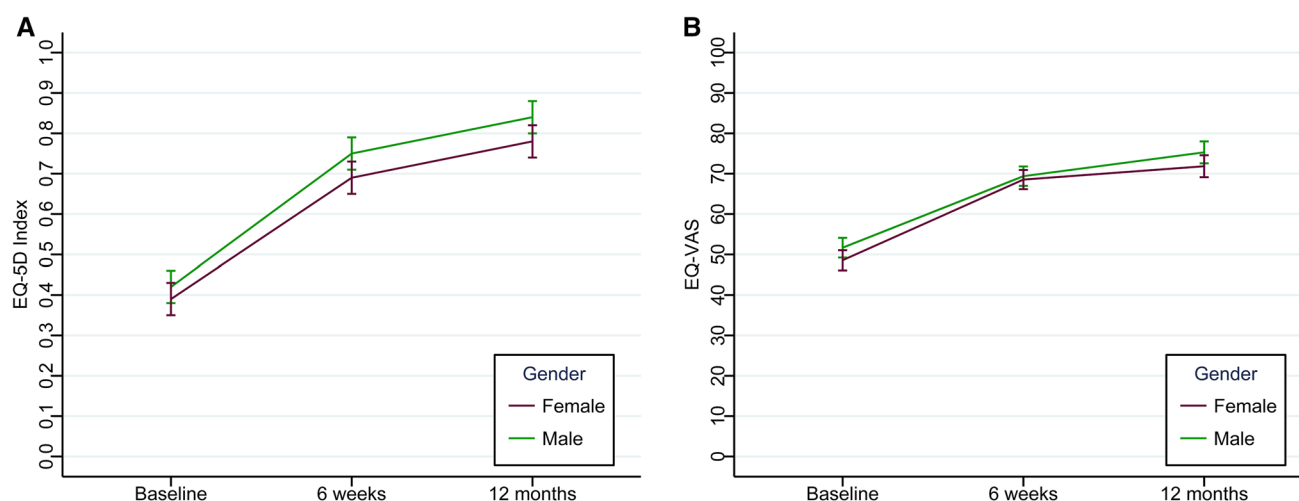 A
EQ-5D Index
1.0
0.9
0.8
0.7
0.6
0.5
0.4
0.3
0.2
0.1
0.0
Gender
Female
Male
Baseline 6 weeks 12 months
B
EQ-VAS
100
90
80
70
60
50
40
30
20
10
0
Gender
Female
Male
Baseline 6 weeks 12 months